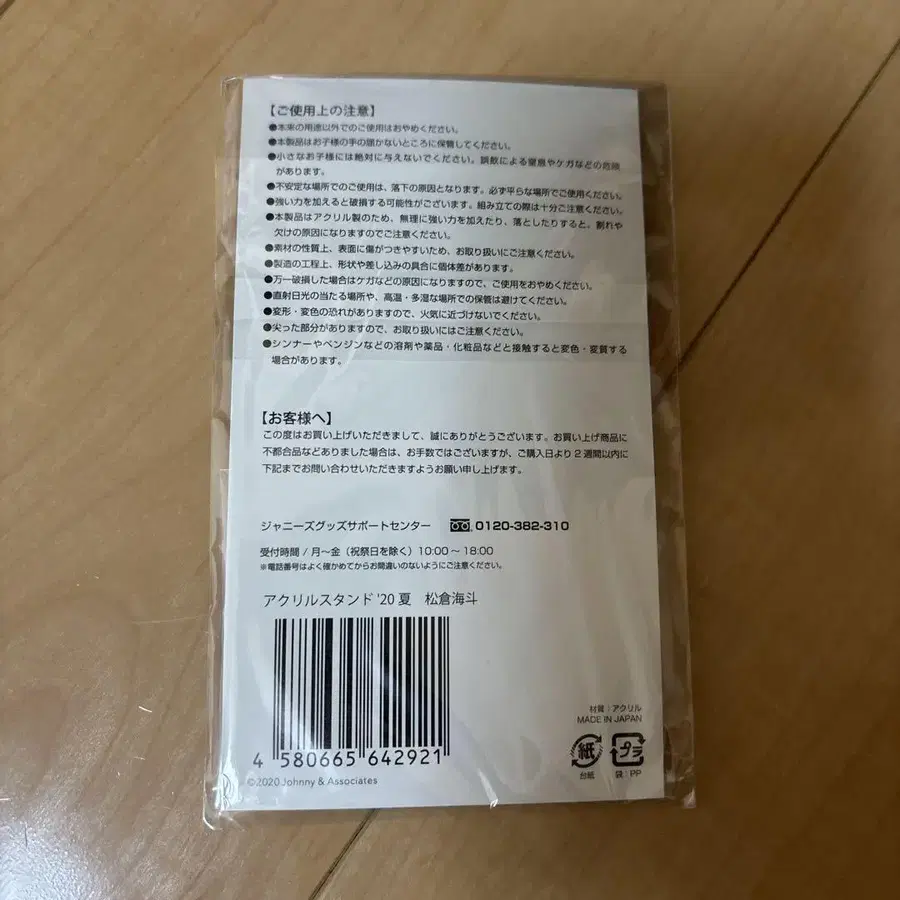 【ご使用上の注意】
●本来の用途以外でのご使用はおやめください。
●本製品はお子様の手の届かないところに保管してください。
●小さなお子様には絶対に与えないでください。誤飲による窒息やケガなどの危険
があります。
●不安定な場所でのご使用は、落下の原因となります。必ず平らな場所でご使用ください。
●強い力を加えると破損する可能性がございます。組み立ての際は十分ご注意ください。
●本製品はアクリル製のため、無理に強い力を加えたり、落としたりすると、割れや
欠けの原因になりますのでご注意ください。
●素材の性質上、表面に傷がつきやすいため、お取り扱いにご注意ください。
●製造の工程上、形状や差し込みの具合に個体差があります。
●万一破損した場合はケガなどの原因になりますので、ご使用をおやめください。
●直射日光の当たる場所や、高温・多湿な場所での保管は避けてください。
●変形・変色の恐れがありますので、火気に近づけないでください。
●尖った部分がありますので、お取り扱いにはご注意ください。
●シンナーやベンジンなどの溶剤や薬品・化粧品などと接触すると変色・変質する
場合があります。
【お客様へ】
この度はお買い上げいただきまして、誠にありがとうございます。お買い上げ商品に
不都合品などありました場合は、お手数ではございますが、ご購入日より2週間以内に
下記までお問い合わせいただきますようお願い申し上げます。
ジャニーズグッズサポートセンター 0120-382-310
受付時間/月〜金（祝祭日を除く）10:00〜18:00
※電話番号はよく確かめてからお間違いのないようにご注意ください。
アクリルスタンド'20夏 松倉海斗
4 580665 642921
©2020 Johnny & Associates
材質：アクリル
MADE IN JAPAN
紙 プラ
台紙 袋：PP